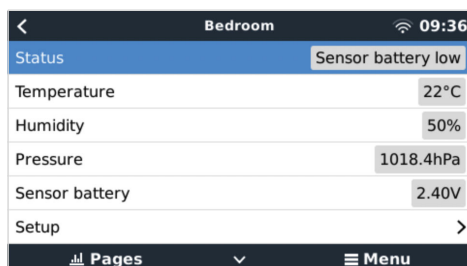 Bedroom 09:36
Status Sensor battery low
Temperature 22°C
Humidity 50%
Pressure 1018.4hPa
Sensor battery 2.40V
Setup
Pages Menu